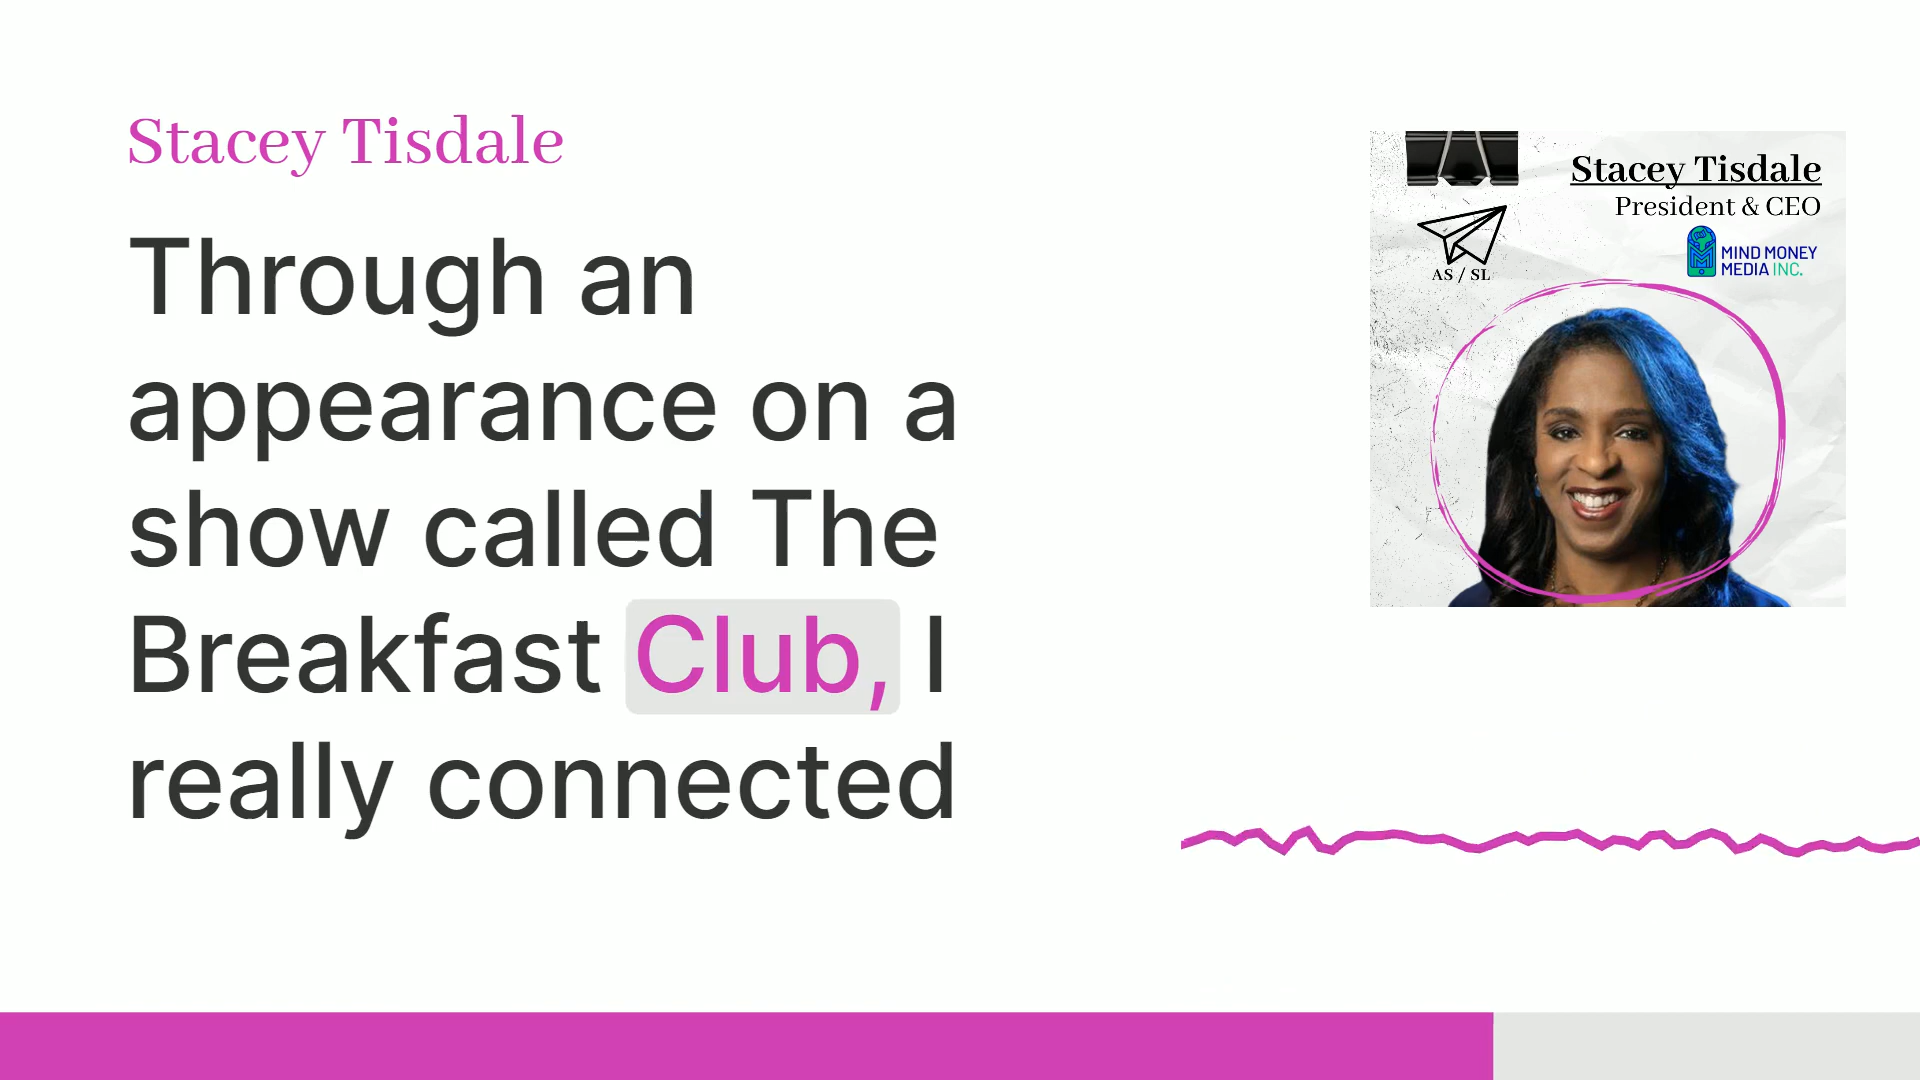 Stacey Tisdale
Through an
appearance on a
show called The
Breakfast Club, I
really connected
Stacey Tisdale
President & CEO
MIND MONEY
MEDIA INC.
AS / SL